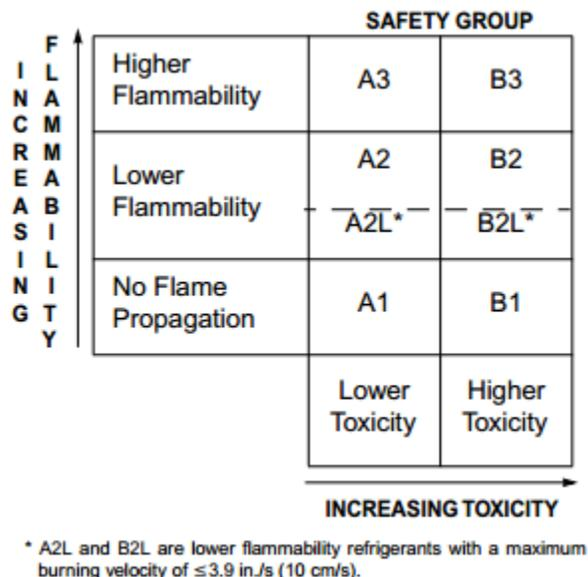 SAFETY GROUP
INCREASING
FLAMMABILITY
Higher
Flammability
A3
B3
Lower
Flammability
A2
B2
A2L*
B2L*
No Flame
Propagation
A1
B1
Lower
Toxicity
Higher
Toxicity
INCREASING TOXICITY
* A2L and B2L are lower flammability refrigerants with a maximum
burning velocity of ≤3.9 in./s (10 cm/s).